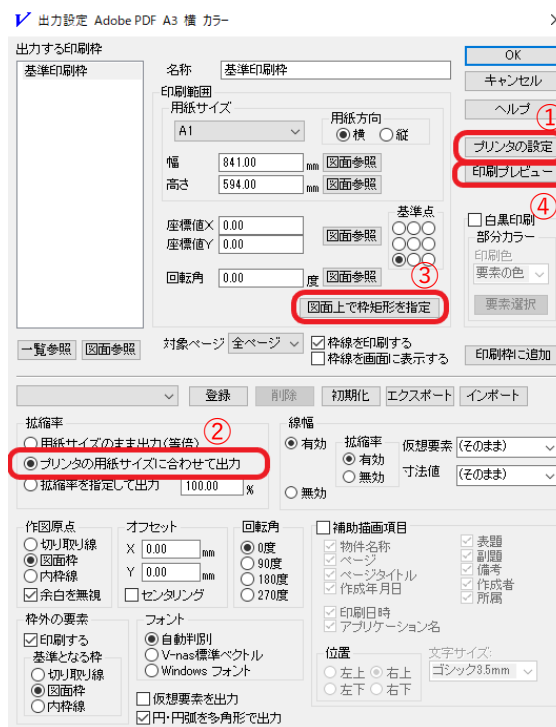 V 出力設定 Adobe PDF A3 横 カラー
出力する印刷枠
基準印刷枠
一覧参照 図面参照
名称 基準印刷枠
印刷範囲
用紙サイズ
A1
用紙方向
横 縦
幅 841.00 mm 図面参照
高さ 594.00 mm 図面参照
座標値X 0.00
座標値Y 0.00
図面参照
基準点
回転角 0.00 度 図面参照
③
図面上で枠矩形を指定
対象ページ 全ページ
枠線を印刷する
枠線を画面に表示する
OK
キャンセル
ヘルプ
①
プリンタの設定
印刷プレビュー
④
白黒印刷
部分カラー
印刷色
要素の色
要素選択
印刷枠に追加
登録 削除 初期化 エクスポート インポート
拡縮率
②
用紙サイズのまま出力(等倍)
プリンタの用紙サイズに合わせて出力
拡縮率を指定して出力 100.00 %
線幅
有効
無効
拡縮率
有効
無効
仮想要素 (そのまま)
寸法値 (そのまま)
作図原点
切り取り線
図面枠
内枠線
余白を無視
オフセット
X 0.00 mm
Y 0.00 mm
センタリング
回転角
0度
90度
180度
270度
補助描画項目
物件名称
ページ
ページタイトル
作成年月日
印刷日時
アプリケーション名
表題
副題
備考
作成者
所属
位置
左上 右上
左下 右下
文字サイズ:
ゴシック3.5mm
枠外の要素
印刷する
基準となる枠
切り取り線
図面枠
内枠線
フォント
自動判別
V-nas標準ベクトル
Windows フォント
仮想要素を出力
円・円弧を多角形で出力